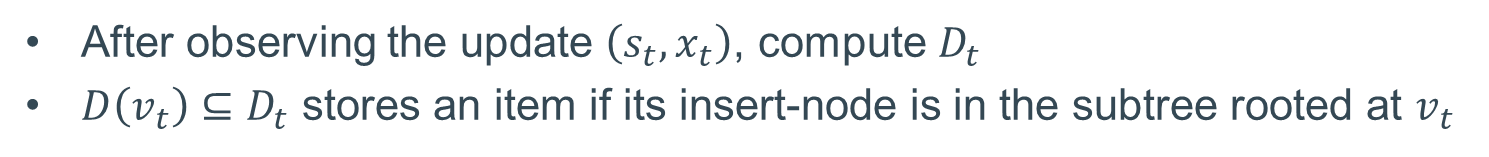 • After observing the update (s_t, x_t), compute D_t
• D(v_t) ⊆ D_t stores an item if its insert-node is in the subtree rooted at v_t